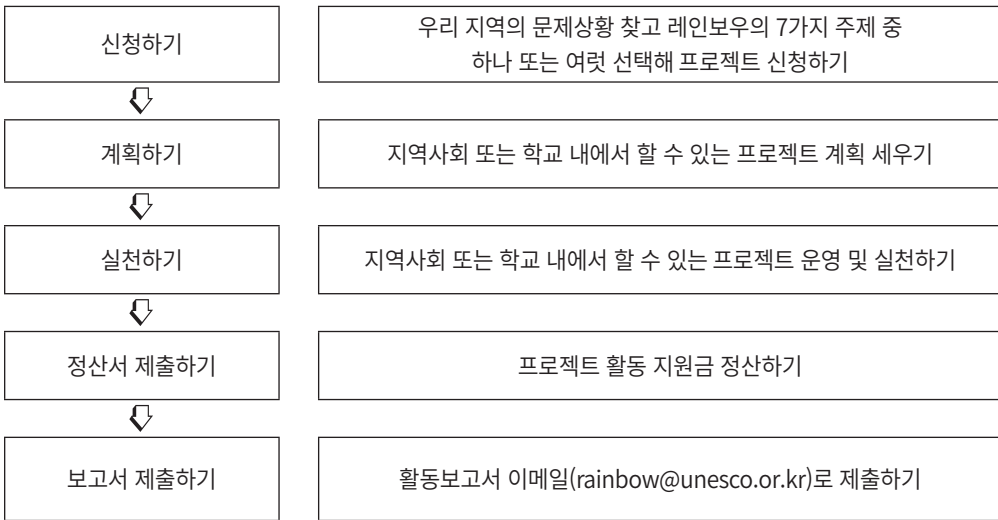 신청하기
우리 지역의 문제상황 찾고 레인보우의 7가지 주제 중
하나 또는 여럿 선택해 프로젝트 신청하기
계획하기
지역사회 또는 학교 내에서 할 수 있는 프로젝트 계획 세우기
실천하기
지역사회 또는 학교 내에서 할 수 있는 프로젝트 운영 및 실천하기
정산서 제출하기
프로젝트 활동 지원금 정산하기
보고서 제출하기
활동보고서 이메일(rainbow@unesco.or.kr)로 제출하기